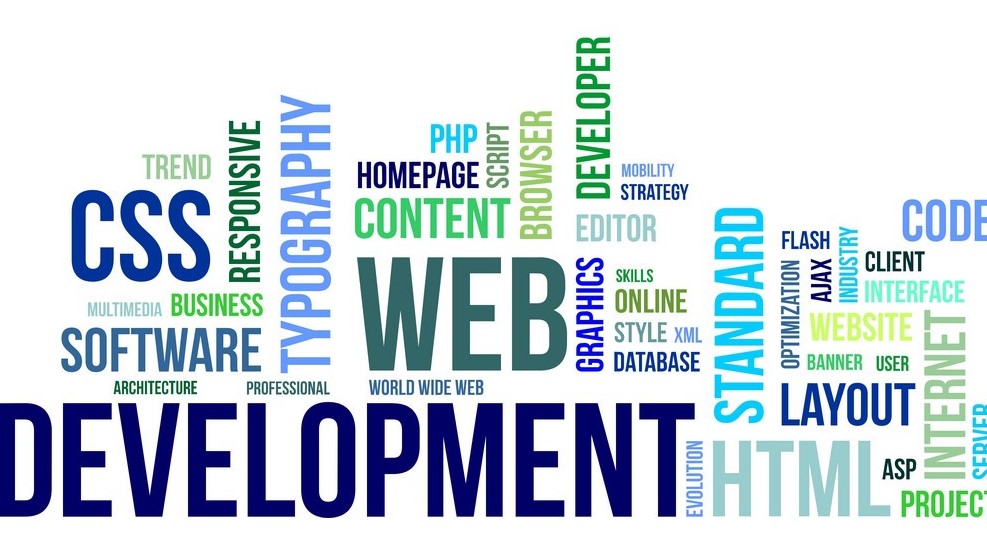 DEVELOPER
TYPOGRAPHY
BROWSER
RESPONSIVE
PHP
SCRIPT
TREND
HOMEPAGE
MOBILITY
STRATEGY
CSS
CONTENT
EDITOR
STANDARD
CODE
FLASH
INDUSTRY
CLIENT
WEB
GRAPHICS
SKILLS
OPTIMIZATION
AJAX
INTERFACE
MULTIMEDIA
BUSINESS
ONLINE
WEBSITE
INTERNET
SOFTWARE
STYLE
XML
DATABASE
BANNER
USER
ARCHITECTURE
PROFESSIONAL
WORLD WIDE WEB
LAYOUT
DEVELOPMENT
EVOLUTION
HTML
ASP
SERVER
PROJECT